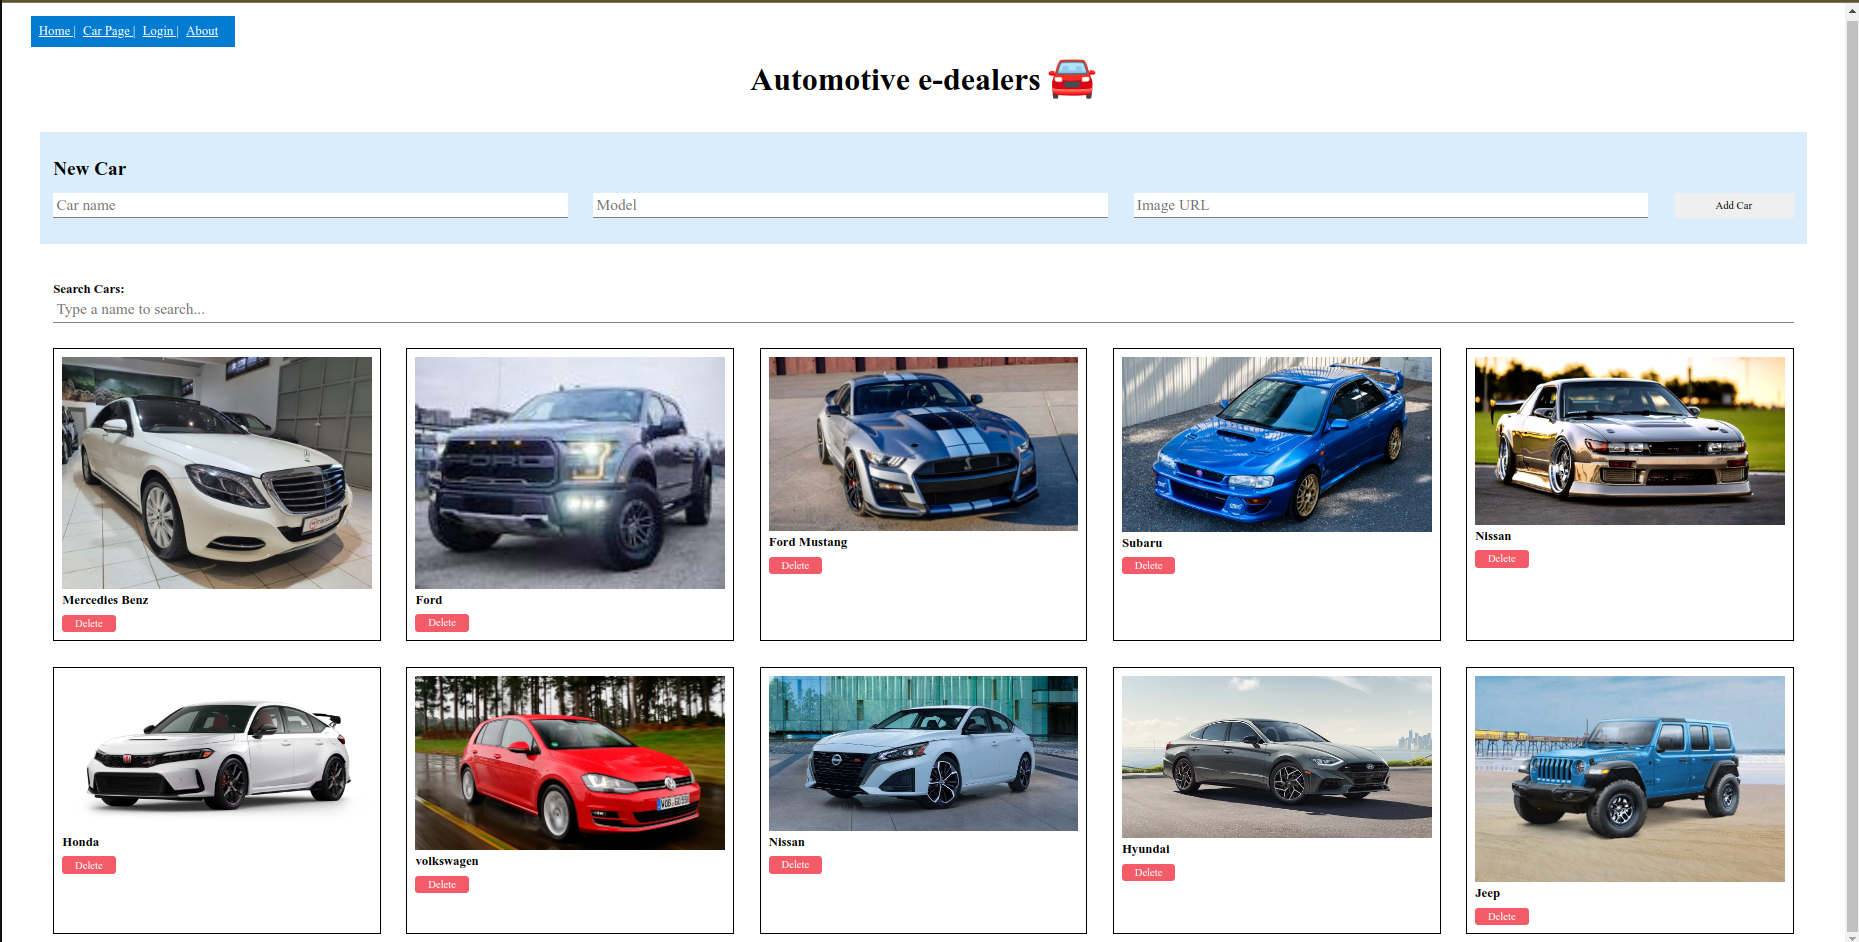 Home | Car Page | Login | About
Automotive e-dealers
New Car
Car name Model Image URL Add Car
Search Cars:
Type a name to search...
Mercedies Benz
Delete
Ford
Delete
Ford Mustang
Delete
Subaru
Delete
Nissan
Delete
Honda
Delete
volkswagen
Delete
Nissan
Delete
Hyundai
Delete
Jeep
Delete